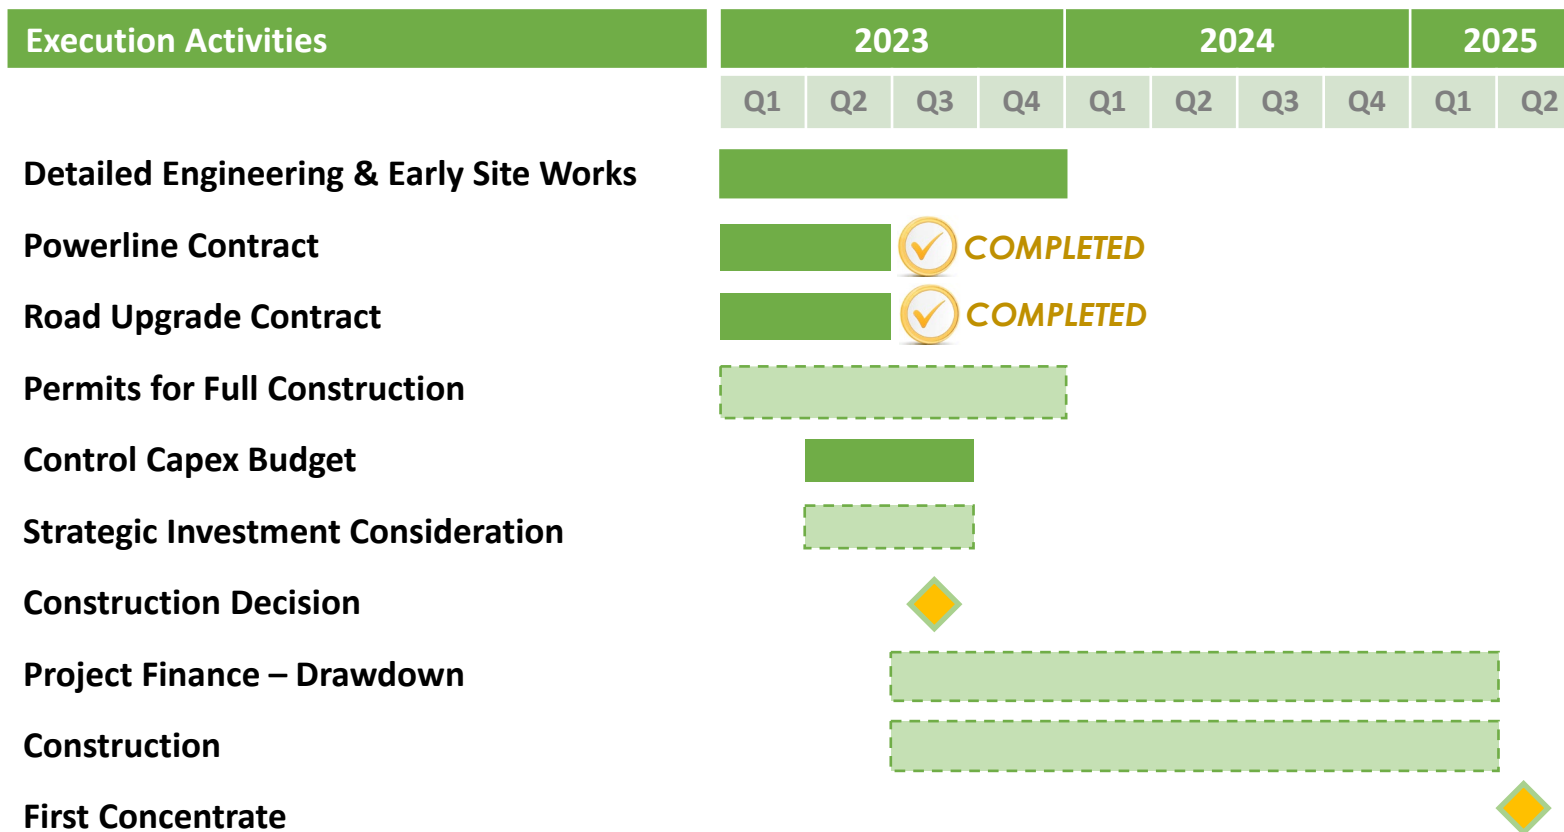 Execution Activities 2023 2024 2025
Q1 Q2 Q3 Q4 Q1 Q2 Q3 Q4 Q1 Q2
Detailed Engineering & Early Site Works
Powerline Contract COMPLETED
Road Upgrade Contract COMPLETED
Permits for Full Construction
Control Capex Budget
Strategic Investment Consideration
Construction Decision
Project Finance – Drawdown
Construction
First Concentrate